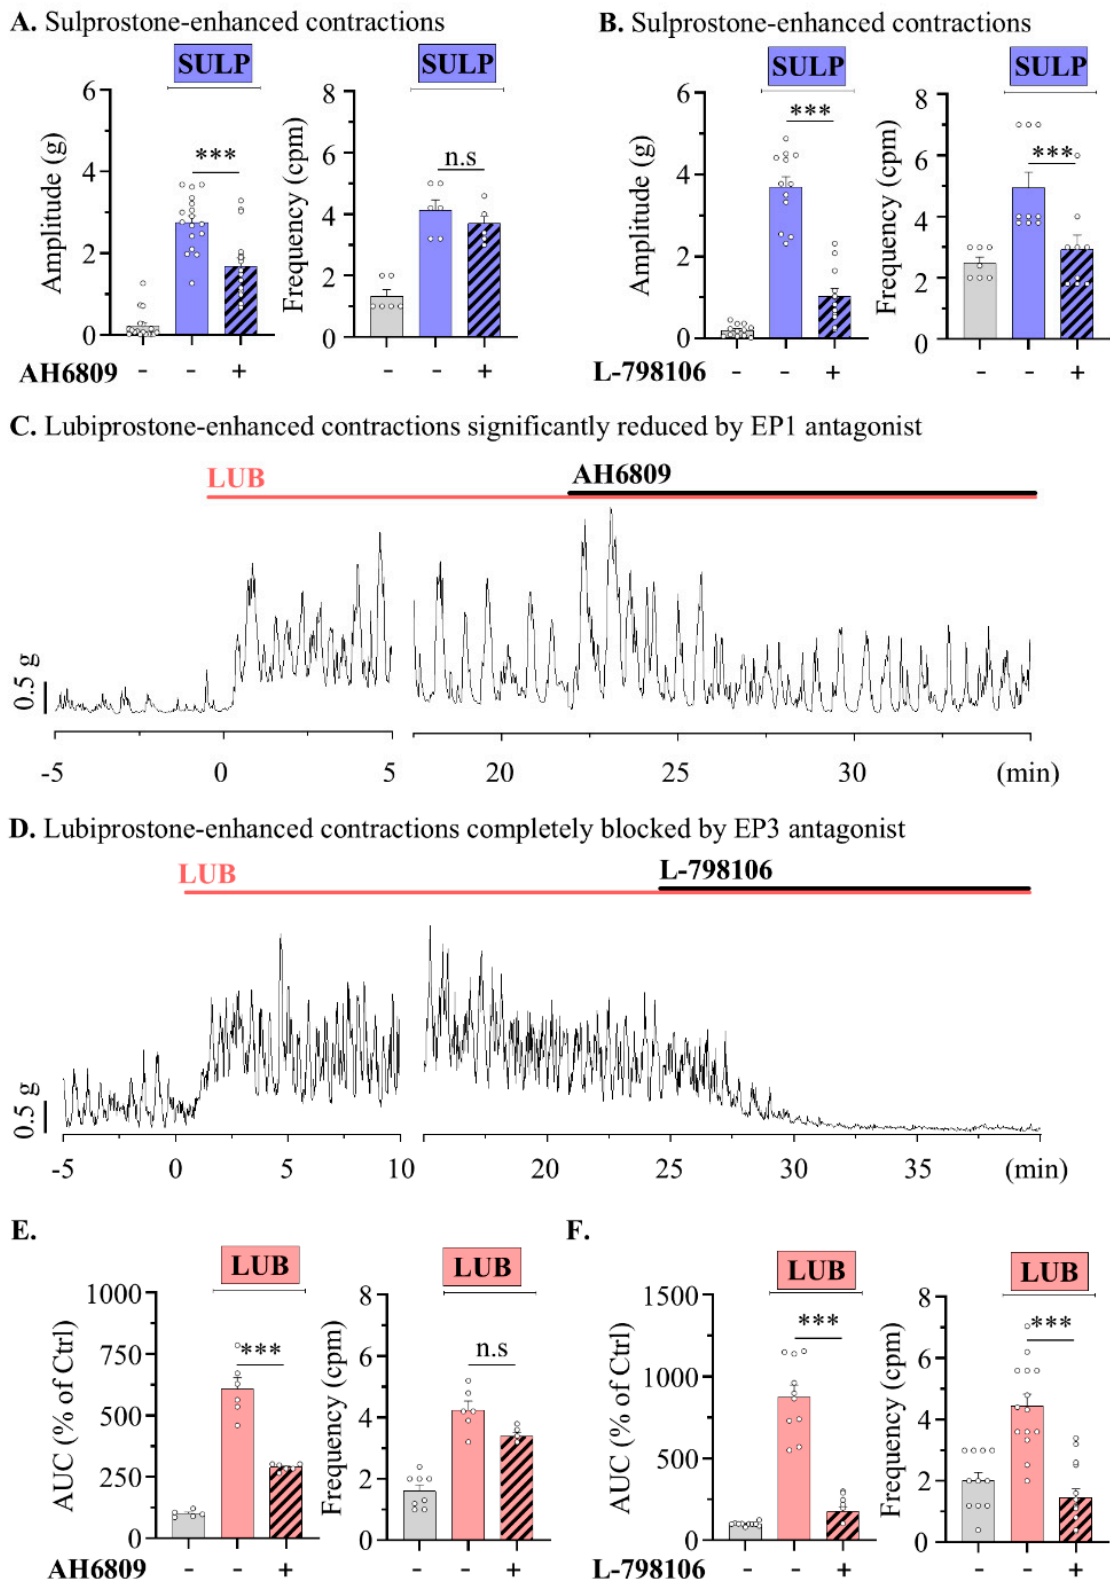 A. Sulprostone-enhanced contractions
SULP
SULP
Amplitude (g)
6
4
2
0
***
Frequency (cpm)
8
6
4
2
0
n.s
AH6809
- - +
- - +
B. Sulprostone-enhanced contractions
SULP
SULP
Amplitude (g)
6
4
2
0
***
Frequency (cpm)
8
6
4
2
0
***
L-798106
- - +
- - +
C. Lubiprostone-enhanced contractions significantly reduced by EP1 antagonist
LUB
AH6809
0.5 g
-5 0 5 20 25 30 (min)
D. Lubiprostone-enhanced contractions completely blocked by EP3 antagonist
LUB
L-798106
0.5 g
-5 0 5 10 20 25 30 35 (min)
E.
LUB
LUB
AUC (% of Ctrl)
1000
750
500
250
0
***
Frequency (cpm)
8
6
4
2
0
n.s
AH6809
- - +
- - +
F.
LUB
LUB
AUC (% of Ctrl)
1500
1000
500
0
***
Frequency (cpm)
8
6
4
2
0
***
L-798106
- - +
- - +